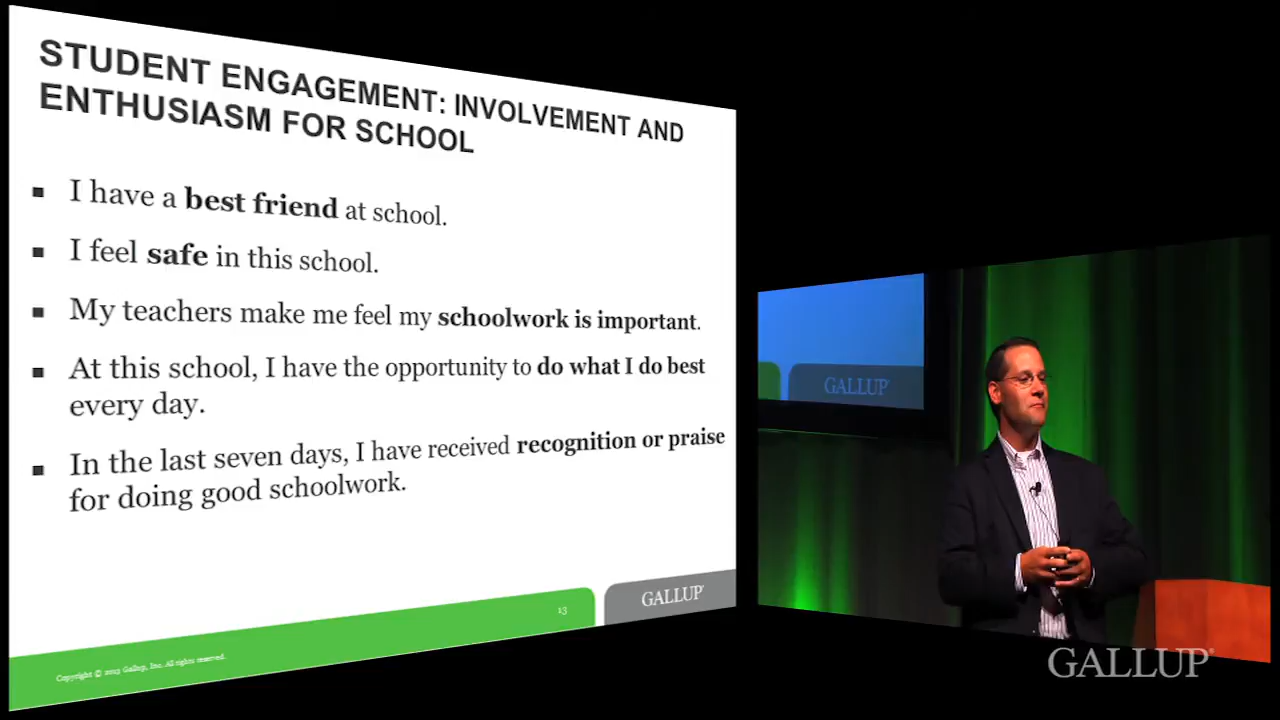 STUDENT ENGAGEMENT: INVOLVEMENT AND
ENTHUSIASM FOR SCHOOL
▪ I have a best friend at school.
▪ I feel safe in this school.
▪ My teachers make me feel my schoolwork is important.
▪ At this school, I have the opportunity to do what I do best
every day.
▪ In the last seven days, I have received recognition or praise
for doing good schoolwork.
13
GALLUP®
Copyright © 2013 Gallup, Inc. All rights reserved.
GALLUP®
GALLUP®